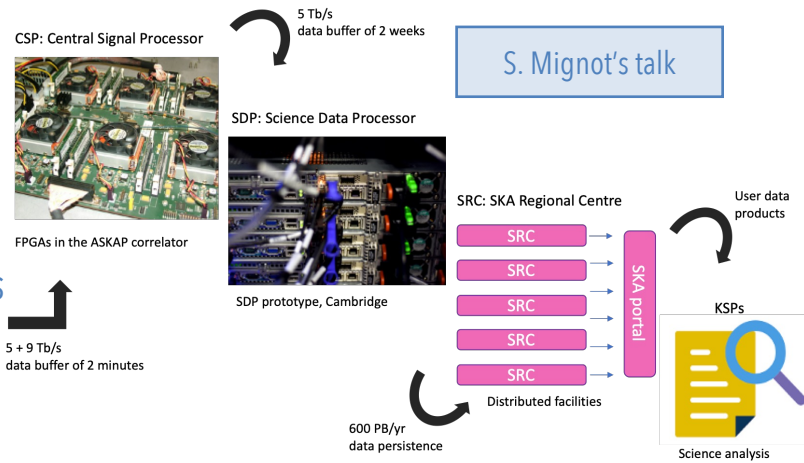 CSP: Central Signal Processor
FPGAs in the ASKAP correlator
5 + 9 Tb/s
data buffer of 2 minutes
5 Tb/s
data buffer of 2 weeks
SDP: Science Data Processor
SDP prototype, Cambridge
S. Mignot's talk
SRC: SKA Regional Centre
SRC
SRC
SRC
SRC
SRC
Distributed facilities
600 PB/yr
data persistence
SKA portal
User data
products
KSPs
Science analysis